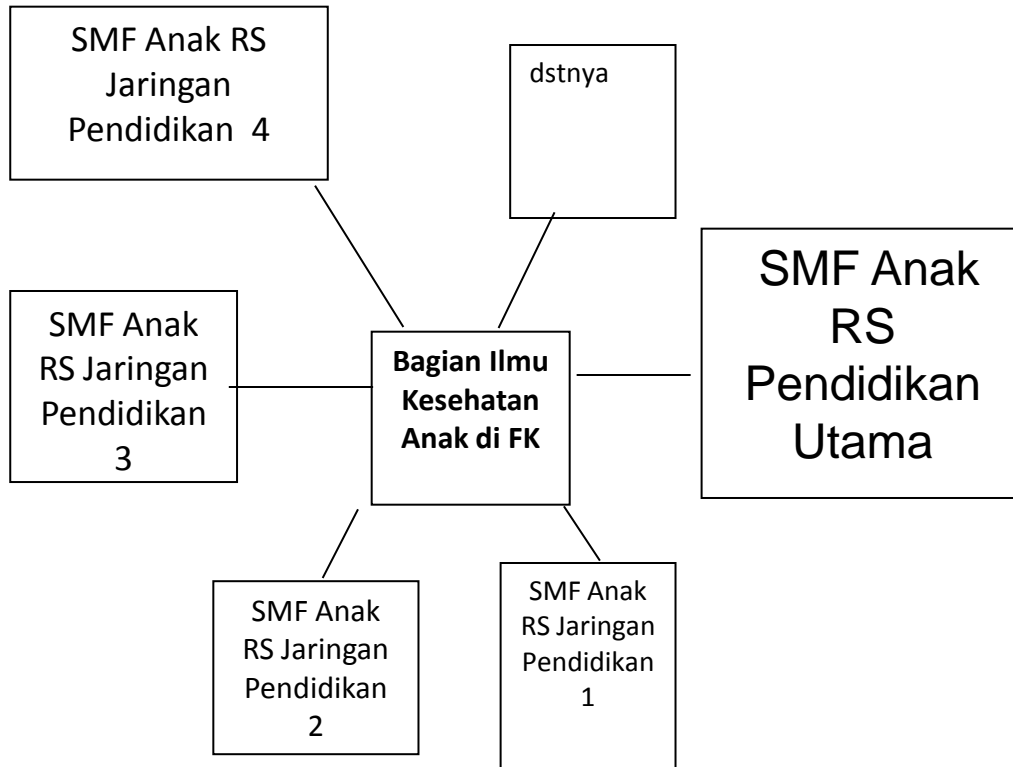 SMF Anak RS
Jaringan
Pendidikan 4
dstnya
SMF Anak
RS
Pendidikan
Utama
SMF Anak
RS Jaringan
Pendidikan
3
Bagian Ilmu
Kesehatan
Anak di FK
SMF Anak
RS Jaringan
Pendidikan
2
SMF Anak
RS Jaringan
Pendidikan
1